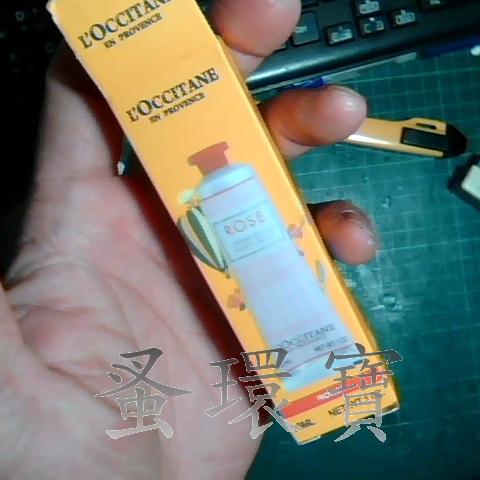 L'OCCITANE
EN PROVENCE
L'OCCITANE
EN PROVENCE
ROSE
L'OCCITANE
蚤環寶